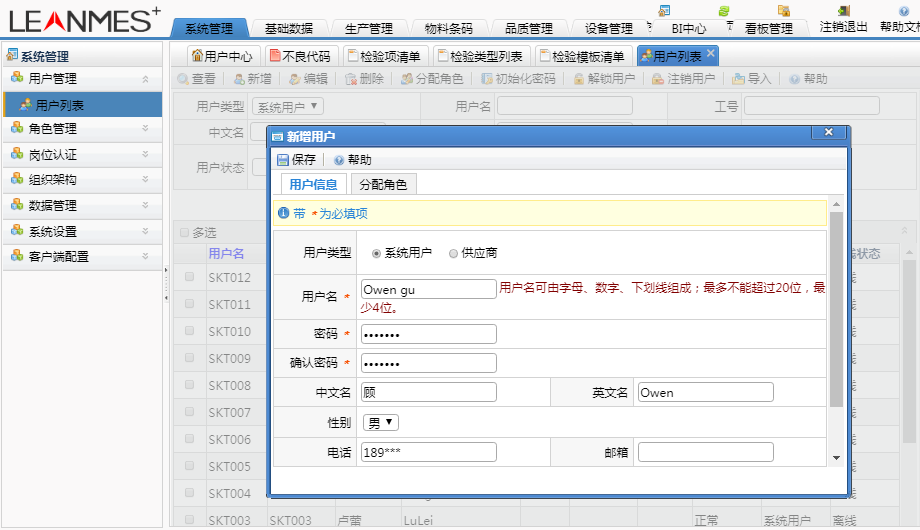 LEANMES+
系统管理 基础数据 生产管理 物料条码 品质管理 设备管理 BI中心 看板管理 注销退出 帮助文
系统管理
用户管理
用户列表
角色管理
岗位认证
组织架构
数据管理
系统设置
客户端配置
用户中心 不良代码 检验项清单 检验类型列表 检验模板清单 用户列表
查看 新增 编辑 删除 分配角色 初始化密码 解锁用户 注销用户 导入 帮助
用户类型 系统用户 用户名 工号
中文名
用户状态
多选
用户名 状态
SKT012
SKT011
SKT010
SKT009
SKT008
SKT007
SKT006
SKT005
SKT004
SKT003 SKT003 卢蕾 LuLei 正常 系统用户 离线
新增用户
保存 帮助
用户信息 分配角色
带 *为必填项
用户类型 系统用户 供应商
用户名 * Owen gu 用户名可由字母、数字、下划线组成；最多不能超过20位，最
少4位。
密码 * •••••••
确认密码 * •••••••
中文名 顾 英文名 Owen
性别 男
电话 189*** 邮箱